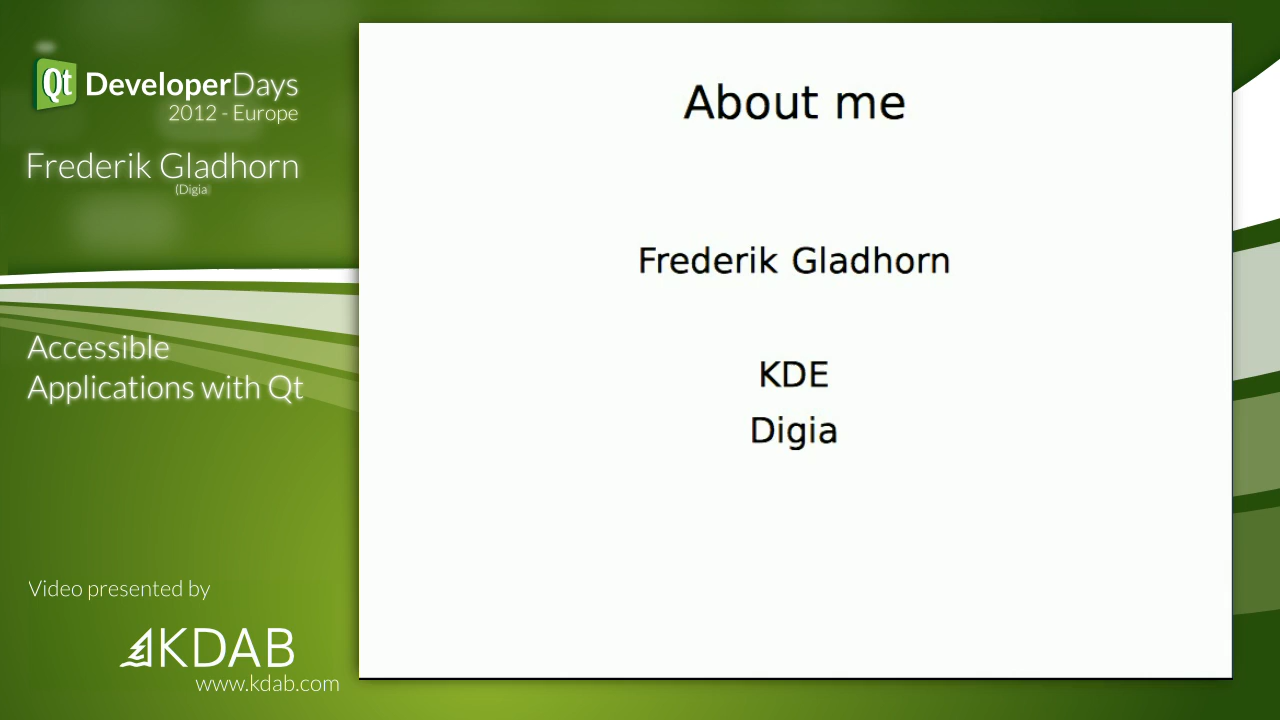 Qt DeveloperDays
2012 - Europe
Frederik Gladhorn
(Digia
Accessible
Applications with Qt
Video presented by
KDAB
www.kdab.com
About me
Frederik Gladhorn
KDE
Digia